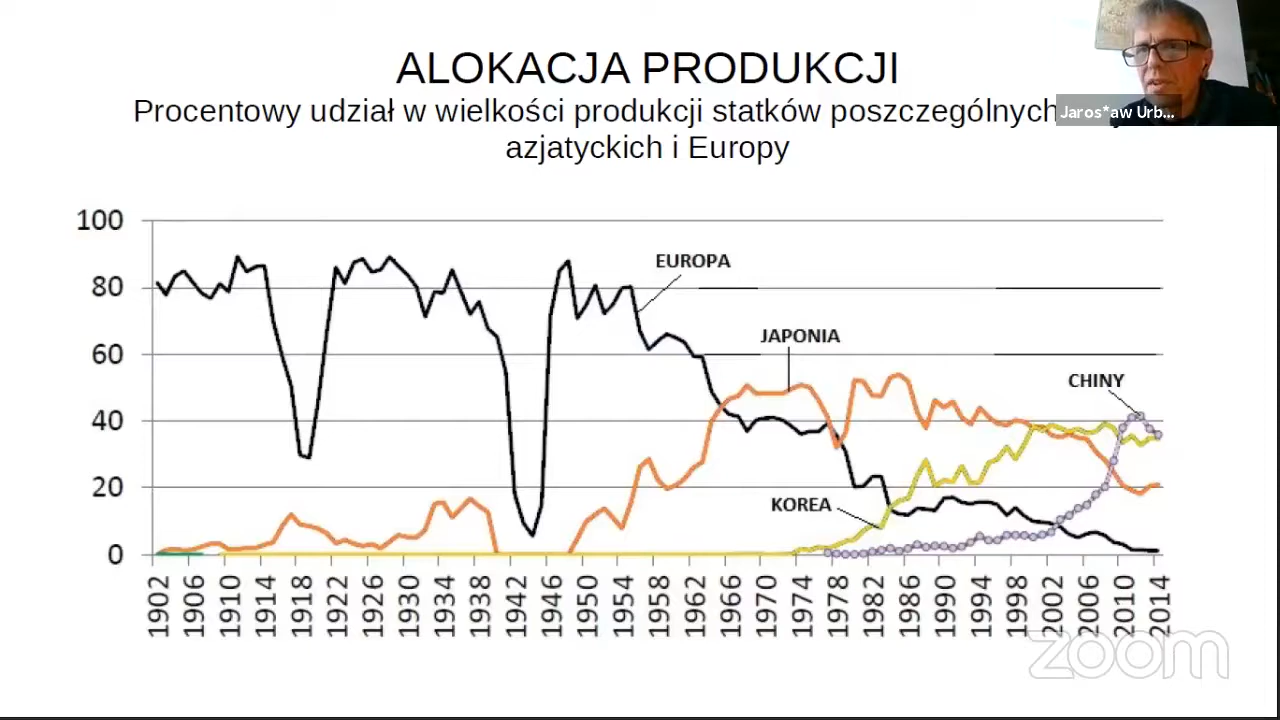 ALOKACJA PRODUKCJI
Procentowy udział w wielkości produkcji statków poszczególnych
azjatyckich i Europy
Jaros*aw Urb...
100
80
60
40
20
0
EUROPA
JAPONIA
CHINY
KOREA
1902 1906 1910 1914 1918 1922 1926 1930 1934 1938 1942 1946 1950 1954 1958 1962 1966 1970 1974 1978 1982 1986 1990 1994 1998 2002 2006 2010 2014
zoom